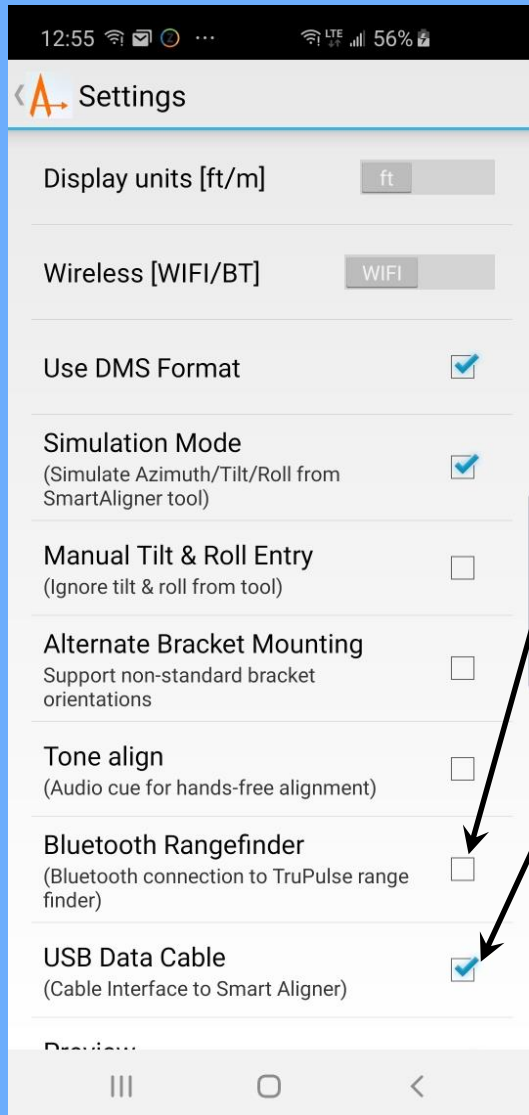 12:55 LTE 56%
Settings
Display units [ft/m] ft
Wireless [WIFI/BT] WIFI
Use DMS Format
Simulation Mode
(Simulate Azimuth/Tilt/Roll from
SmartAligner tool)
Manual Tilt & Roll Entry
(Ignore tilt & roll from tool)
Alternate Bracket Mounting
Support non-standard bracket
orientations
Tone align
(Audio cue for hands-free alignment)
Bluetooth Rangefinder
(Bluetooth connection to TruPulse range
finder)
USB Data Cable
(Cable Interface to Smart Aligner)